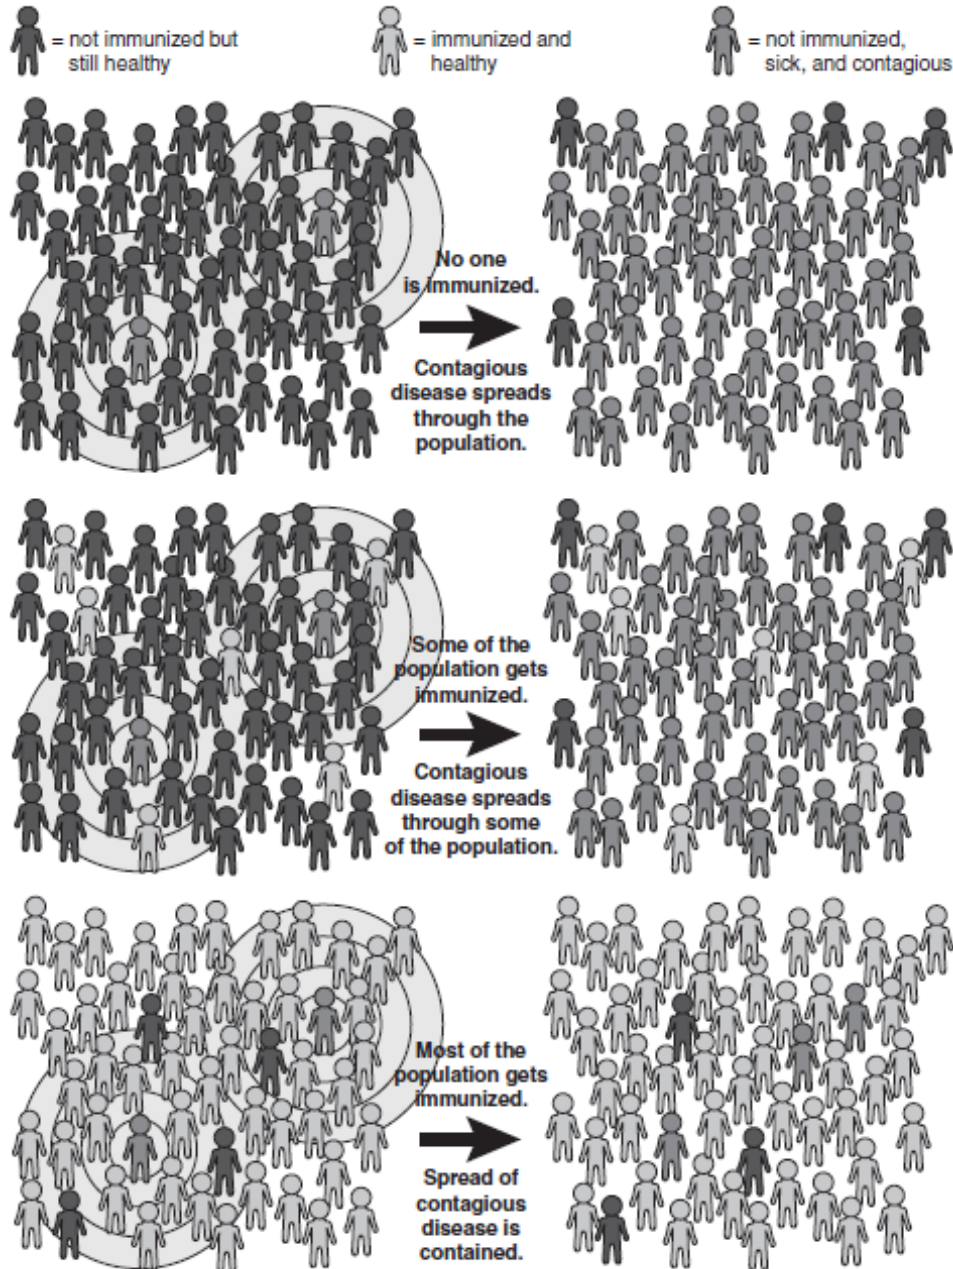 = not immunized but
still healthy
= immunized and
healthy
= not immunized,
sick, and contagious
No one
is immunized.
Contagious
disease spreads
through the
population.
Some of the
population gets
immunized.
Contagious
disease spreads
through some
of the population.
Most of the
population gets
immunized.
Spread of
contagious
disease is
contained.